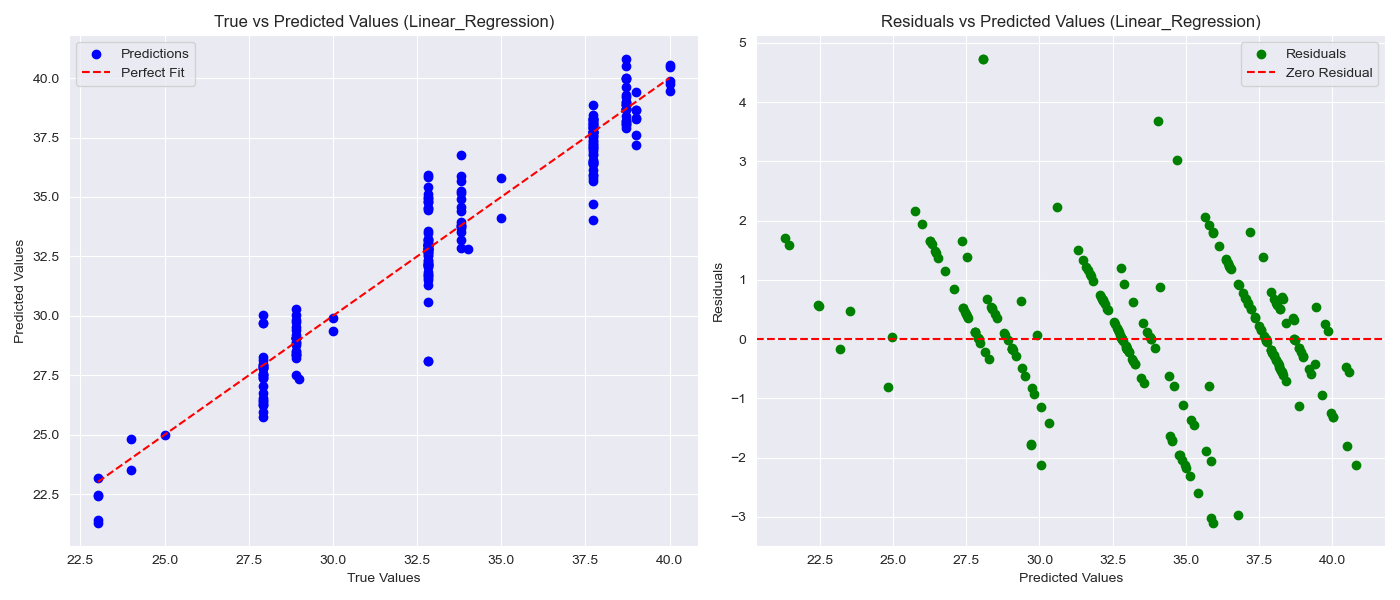 True vs Predicted Values (Linear_Regression)
Predictions
Perfect Fit
Predicted Values
40.0
37.5
35.0
32.5
30.0
27.5
25.0
22.5
22.5 25.0 27.5 30.0 32.5 35.0 37.5 40.0
True Values
Residuals vs Predicted Values (Linear_Regression)
Residuals
Zero Residual
Residuals
5
4
3
2
1
0
−1
−2
−3
22.5 25.0 27.5 30.0 32.5 35.0 37.5 40.0
Predicted Values